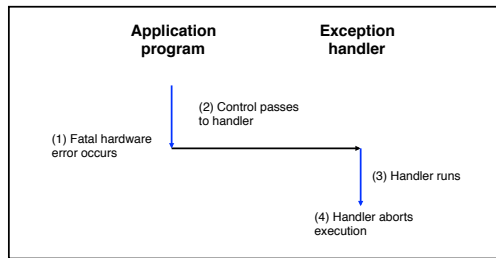 Application
program
Exception
handler
(2) Control passes
to handler
(1) Fatal hardware
error occurs
(3) Handler runs
(4) Handler aborts
execution